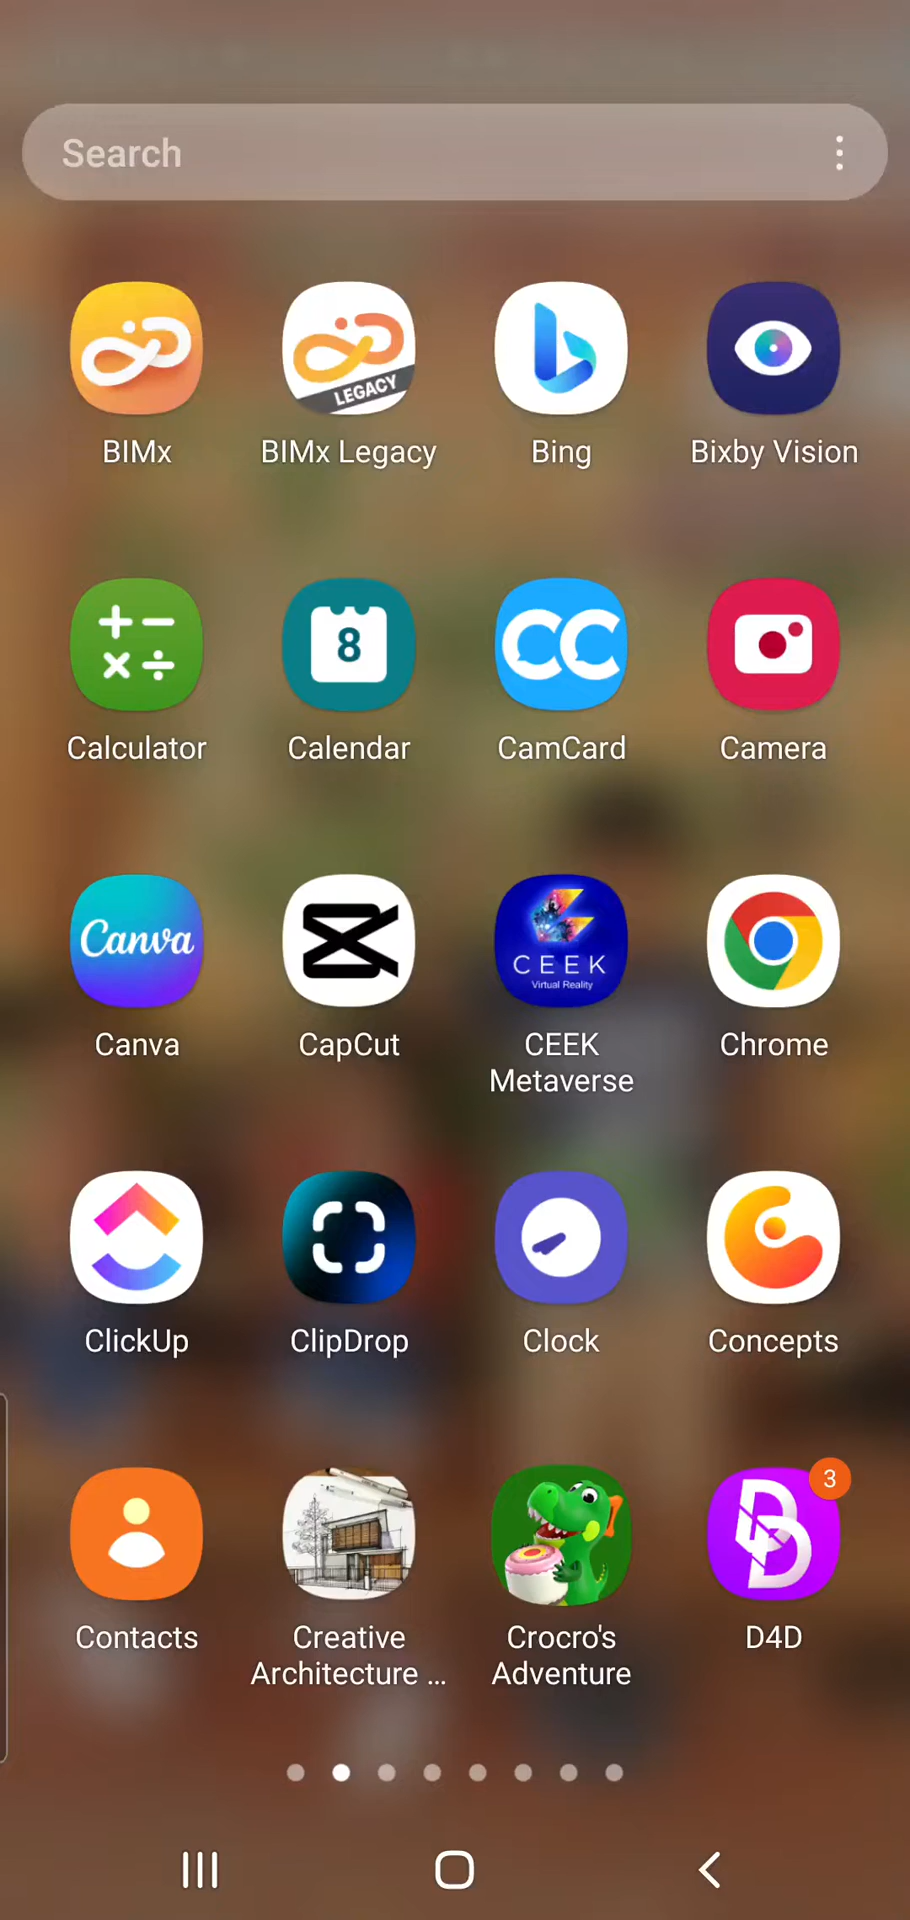 Search
LEGACY
BIMx
BIMx Legacy
Bing
Bixby Vision
8
CC
Calculator
Calendar
CamCard
Camera
Canva
CEEK
Virtual Reality
Canva
CapCut
CEEK
Metaverse
Chrome
ClickUp
ClipDrop
Clock
Concepts
3
Contacts
Creative
Architecture ...
Crocro's
Adventure
D4D